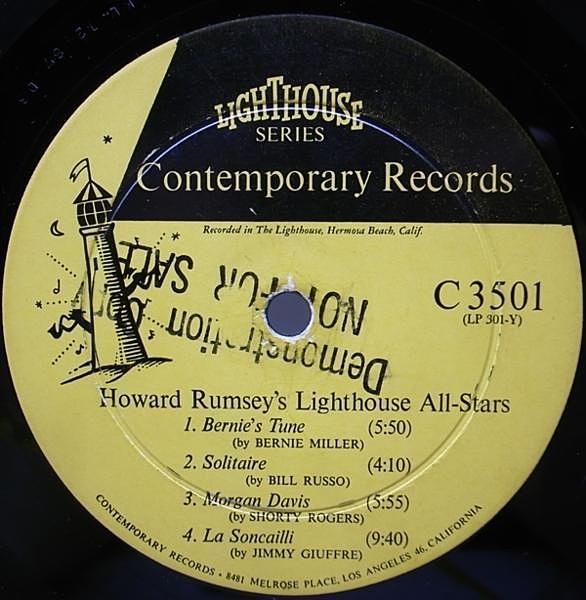 LIGHTHOUSE
SERIES
Contemporary Records
Recorded in The Lighthouse, Hermosa Beach, Calif.
C 3501
(LP 301-Y)
Demonstration Copy
NOT FOR SALE
Howard Rumsey's Lighthouse All-Stars
1. Bernie's Tune (5:50)
(by BERNIE MILLER)
2. Solitaire (4:10)
(by BILL RUSSO)
3. Morgan Davis (5:55)
(by SHORTY ROGERS)
4. La Soncailli (9:40)
(by JIMMY GIUFFRE)
CONTEMPORARY RECORDS • 8481 MELROSE PLACE, LOS ANGELES 46, CALIFORNIA